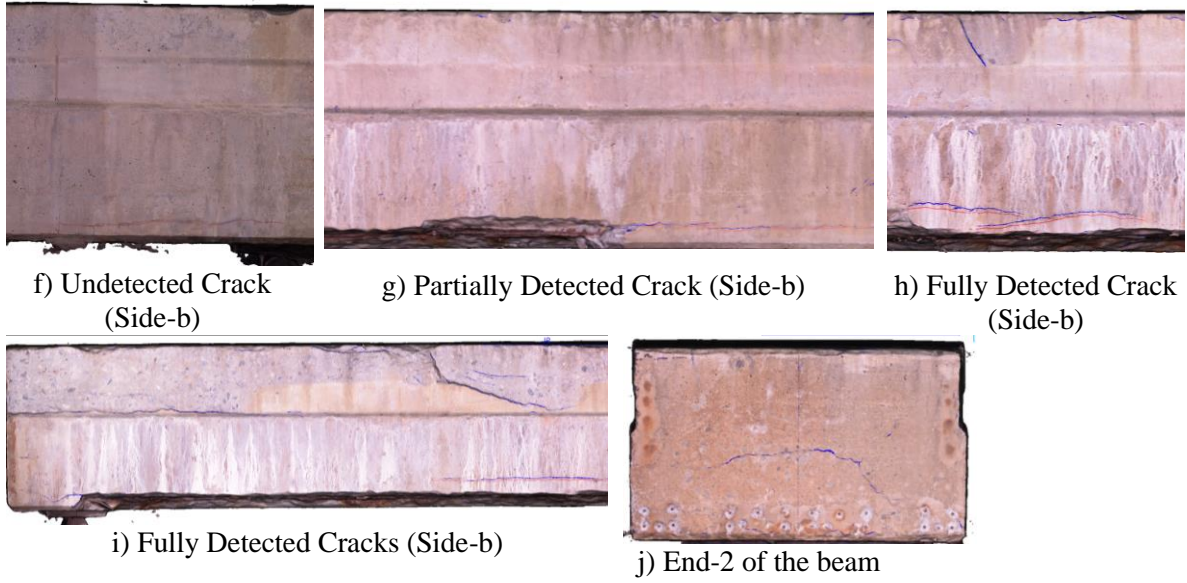 f) Undetected Crack
(Side-b)
g) Partially Detected Crack (Side-b)
h) Fully Detected Crack
(Side-b)
i) Fully Detected Cracks (Side-b)
j) End-2 of the beam